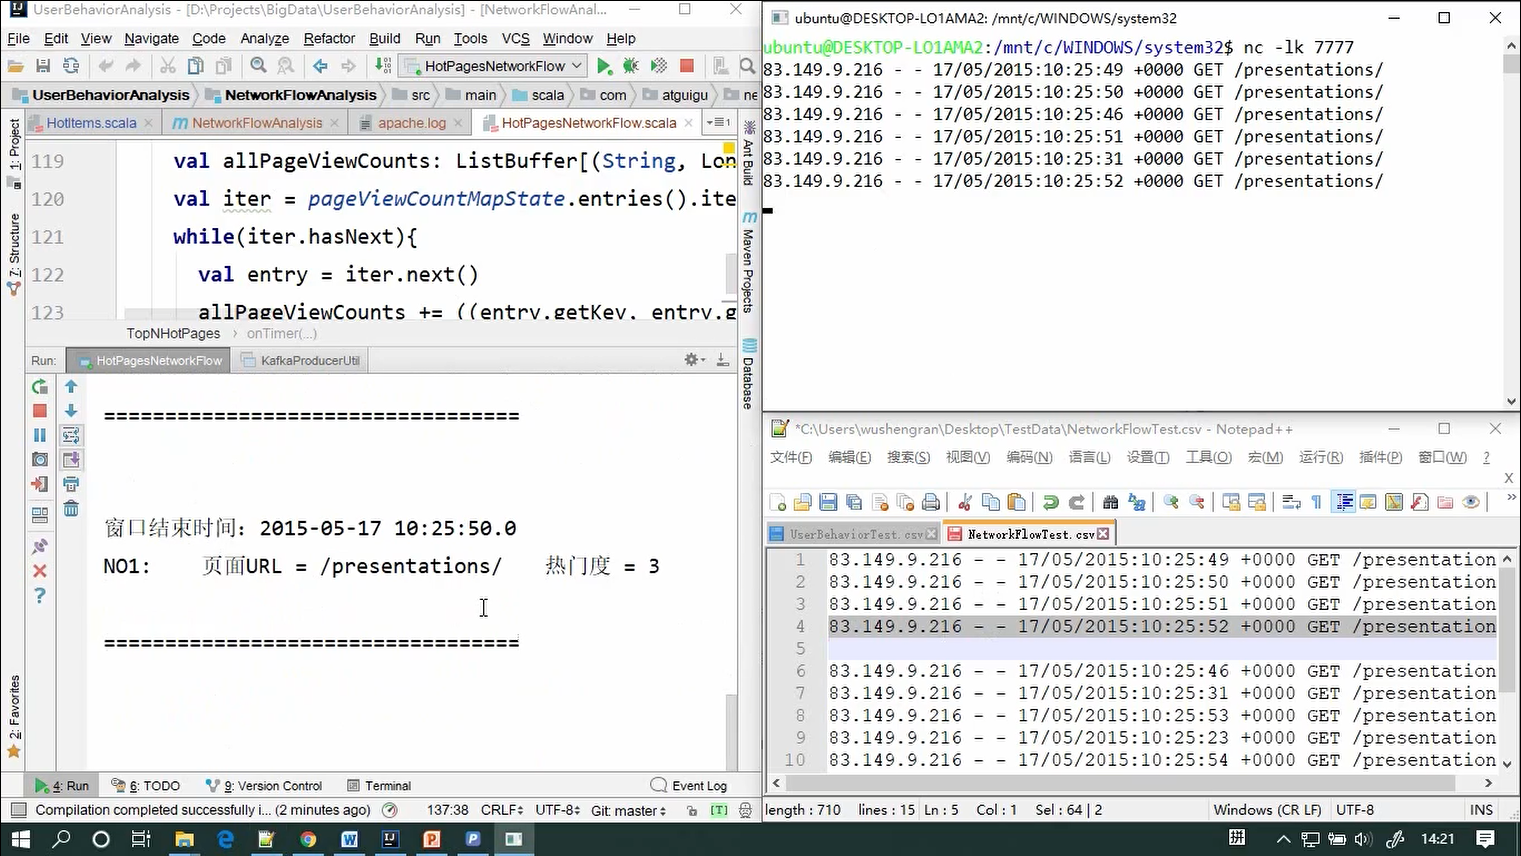 UserBehaviorAnalysis - [D:\Projects\BigData\UserBehaviorAnalysis] - [NetworkFlowAnal...
File Edit View Navigate Code Analyze Refactor Build Run Tools VCS Window Help
HotPagesNetworkFlow
UserBehaviorAnalysis NetworkFlowAnalysis src main scala com atguigu ne
HotItems.scala NetworkFlowAnalysis apache.log HotPagesNetworkFlow.scala
1: Project
7: Structure
2: Favorites
119 val allPageViewCounts: ListBuffer[(String, Lon
120 val iter = pageViewCountMapState.entries().ite
121 while(iter.hasNext){
122 val entry = iter.next()
123 allPageViewCounts += ((entry.getKey, entry.g
TopNHotPages onTimer(...)
Ant Build
Maven Projects
Database
Run: HotPagesNetworkFlow KafkaProducerUtil
==================================
窗口结束时间: 2015-05-17 10:25:50.0
NO1: 页面URL = /presentations/ 热门度 = 3
==================================
4: Run 6: TODO 9: Version Control Terminal Event Log
Compilation completed successfully i... (2 minutes ago) 137:38 CRLF UTF-8 Git: master [T]
ubuntu@DESKTOP-LO1AMA2: /mnt/c/WINDOWS/system32
ubuntu@DESKTOP-LO1AMA2:/mnt/c/WINDOWS/system32$ nc -lk 7777
83.149.9.216 - - 17/05/2015:10:25:49 +0000 GET /presentations/
83.149.9.216 - - 17/05/2015:10:25:50 +0000 GET /presentations/
83.149.9.216 - - 17/05/2015:10:25:46 +0000 GET /presentations/
83.149.9.216 - - 17/05/2015:10:25:51 +0000 GET /presentations/
83.149.9.216 - - 17/05/2015:10:25:31 +0000 GET /presentations/
83.149.9.216 - - 17/05/2015:10:25:52 +0000 GET /presentations/
*C:\Users\wushengran\Desktop\TestData\NetworkFlowTest.csv - Notepad++
文件(F) 编辑(E) 搜索(S) 视图(V) 编码(N) 语言(L) 设置(T) 工具(O) 宏(M) 运行(R) 插件(P) 窗口(W) ?
X
UserBehaviorTest.csv NetworkFlowTest.csv
1 83.149.9.216 - - 17/05/2015:10:25:49 +0000 GET /presentation
2 83.149.9.216 - - 17/05/2015:10:25:50 +0000 GET /presentation
3 83.149.9.216 - - 17/05/2015:10:25:51 +0000 GET /presentation
4 83.149.9.216 - - 17/05/2015:10:25:52 +0000 GET /presentation
5
6 83.149.9.216 - - 17/05/2015:10:25:46 +0000 GET /presentation
7 83.149.9.216 - - 17/05/2015:10:25:31 +0000 GET /presentation
8 83.149.9.216 - - 17/05/2015:10:25:53 +0000 GET /presentation
9 83.149.9.216 - - 17/05/2015:10:25:23 +0000 GET /presentation
10 83.149.9.216 - - 17/05/2015:10:25:54 +0000 GET /presentation
length : 710 lines : 15 Ln : 5 Col : 1 Sel : 64 | 2 Windows (CR LF) UTF-8 INS
拼 14:21